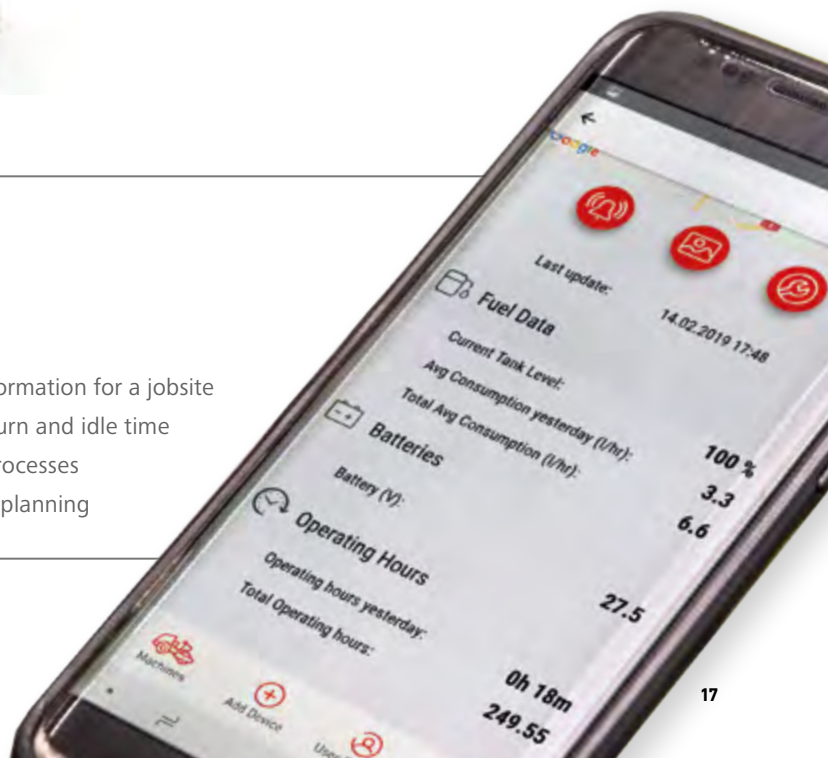 ormation for a jobsite
urn and idle time
rocesses
planning
Google
Last update: 14.02.2019 17:48
Fuel Data
Current Tank Level: 100 %
Avg Consumption yesterday (l/hr): 3.3
Total Avg Consumption (l/hr): 6.6
Batteries
Battery (V): 27.5
Operating Hours
Operating hours yesterday: 0h 18m
Total Operating hours: 249.55
Machines
Add Device
User
17